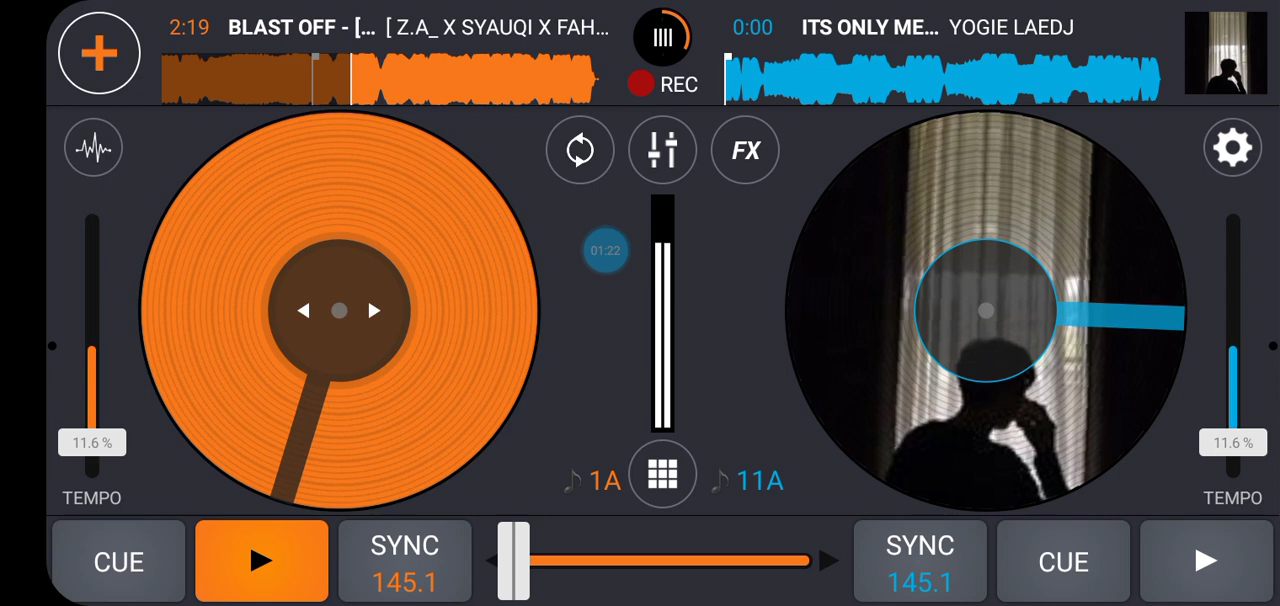 2:19 BLAST OFF - [... [ Z.A_ X SYAUQI X FAH...
0:00 ITS ONLY ME... YOGIE LAEDJ
REC
FX
01:22
11.6 %
TEMPO
11.6 %
TEMPO
1A
11A
CUE
SYNC
145.1
SYNC
145.1
CUE